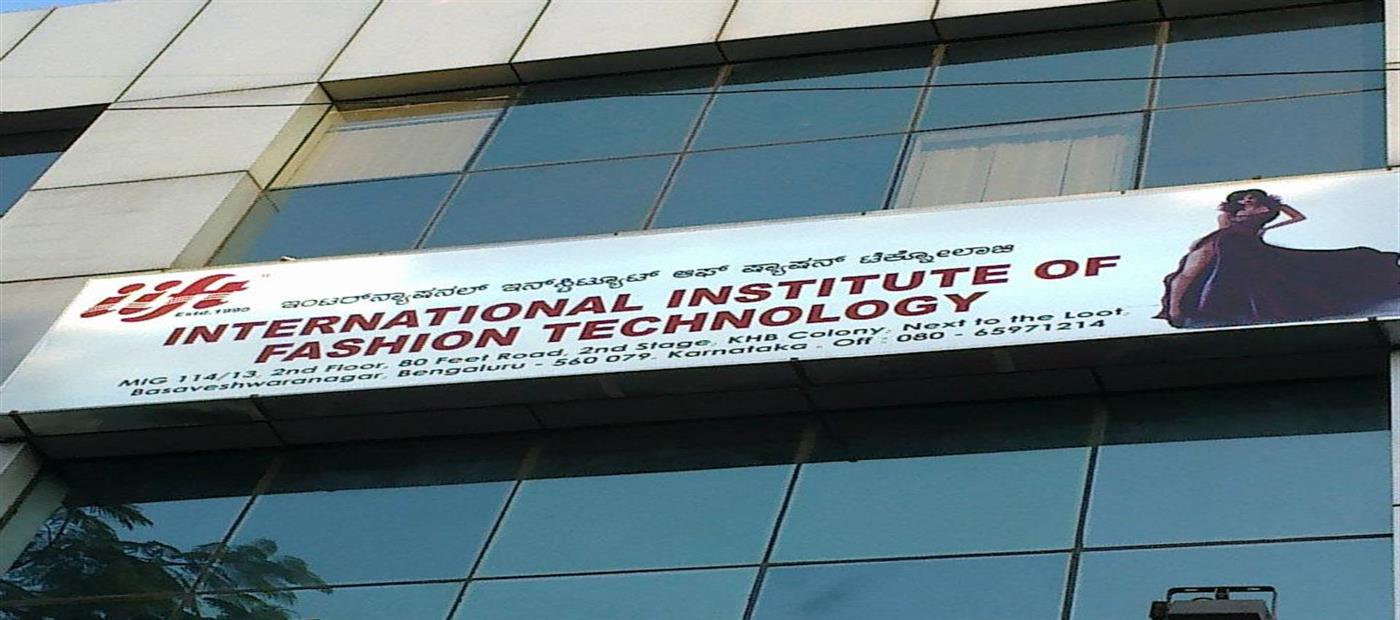 iift
Estd.1990
ಇಂಟರ್‌ನ್ಯಾಷನಲ್ ಇನ್‌ಸ್ಟಿಟ್ಯೂಟ್ ಆಫ್ ಫ್ಯಾಷನ್ ಟೆಕ್ನೋಲಾಜಿ
INTERNATIONAL INSTITUTE OF
FASHION TECHNOLOGY
MIG 114/13, 2nd Floor, 80 Feet Road, 2nd Stage, KHB Colony, Next to the Loot,
Basaveshwaranagar, Bengaluru - 560 079. Karnataka . Off : 080 - 65971214